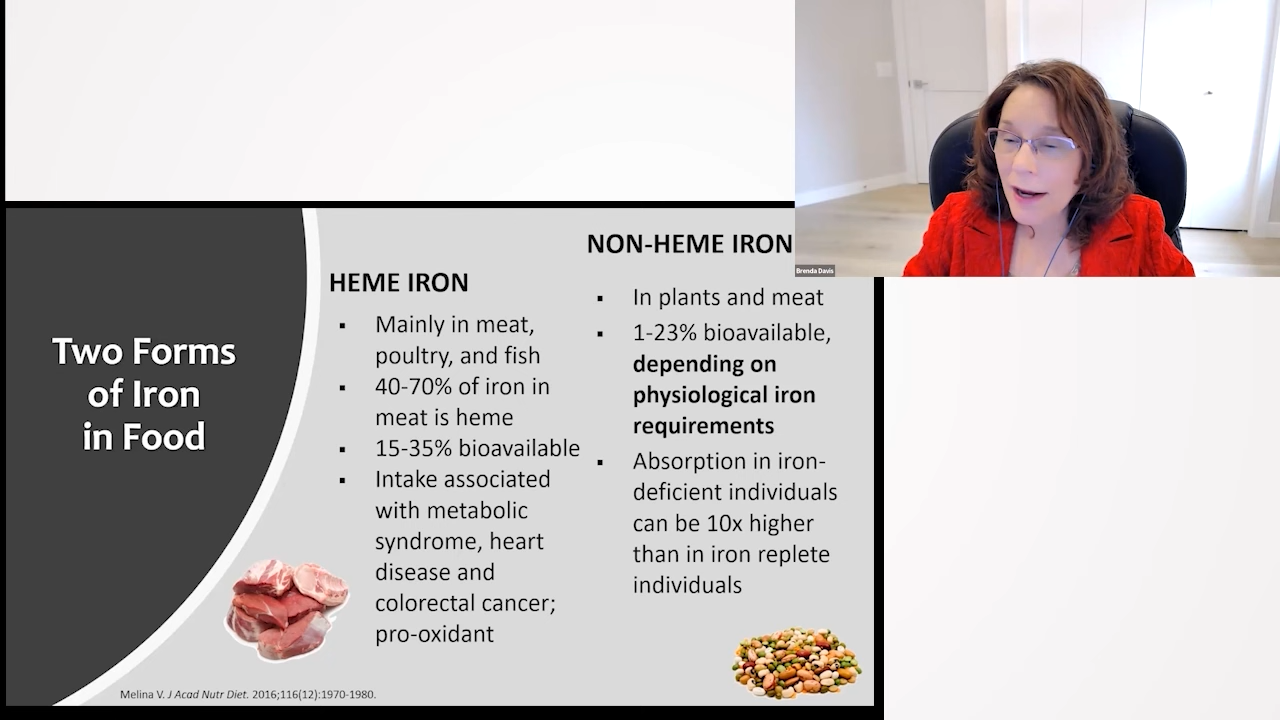 Two Forms
of Iron
in Food
HEME IRON
▪ Mainly in meat,
poultry, and fish
▪ 40-70% of iron in
meat is heme
▪ 15-35% bioavailable
▪ Intake associated
with metabolic
syndrome, heart
disease and
colorectal cancer;
pro-oxidant
NON-HEME IRON
▪ In plants and meat
▪ 1-23% bioavailable,
depending on
physiological iron
requirements
▪ Absorption in iron-
deficient individuals
can be 10x higher
than in iron replete
individuals
Melina V. J Acad Nutr Diet. 2016;116(12):1970-1980.
Brenda Davis